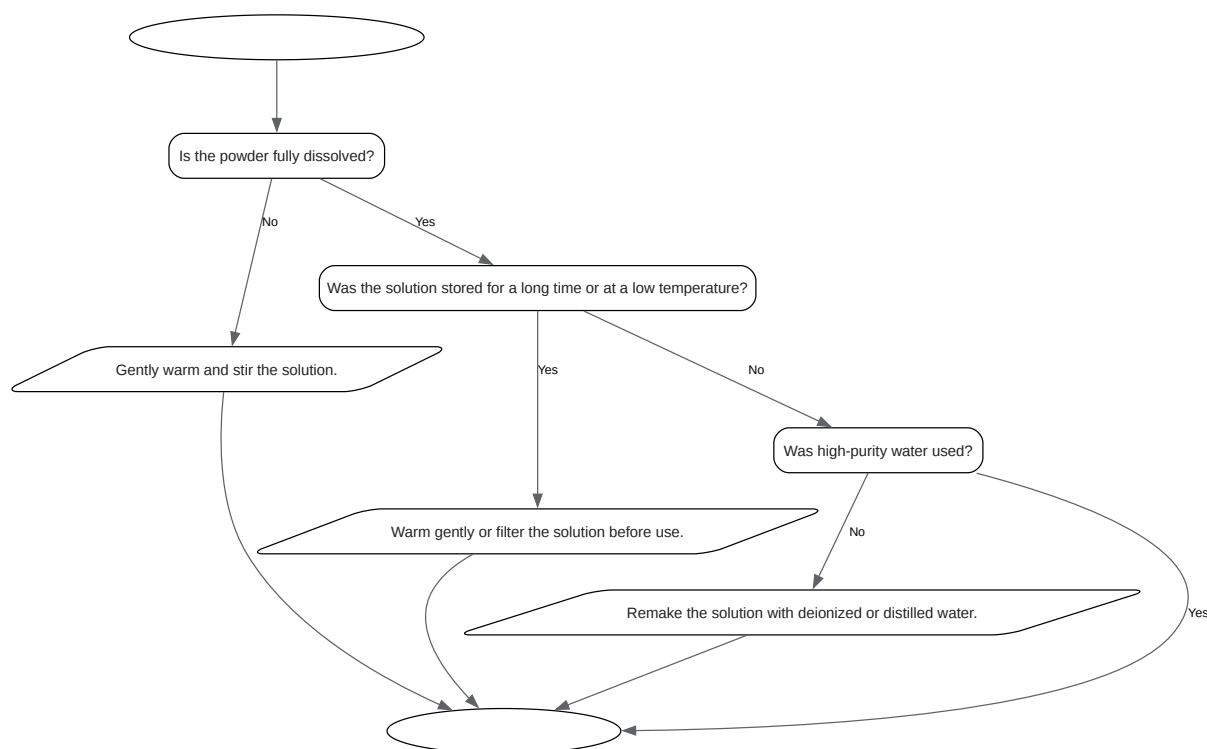 Is the powder fully dissolved?
No
Yes
Was the solution stored for a long time or at a low temperature?
Gently warm and stir the solution.
Yes
No
Was high-purity water used?
Warm gently or filter the solution before use.
No
Remake the solution with deionized or distilled water.
Yes